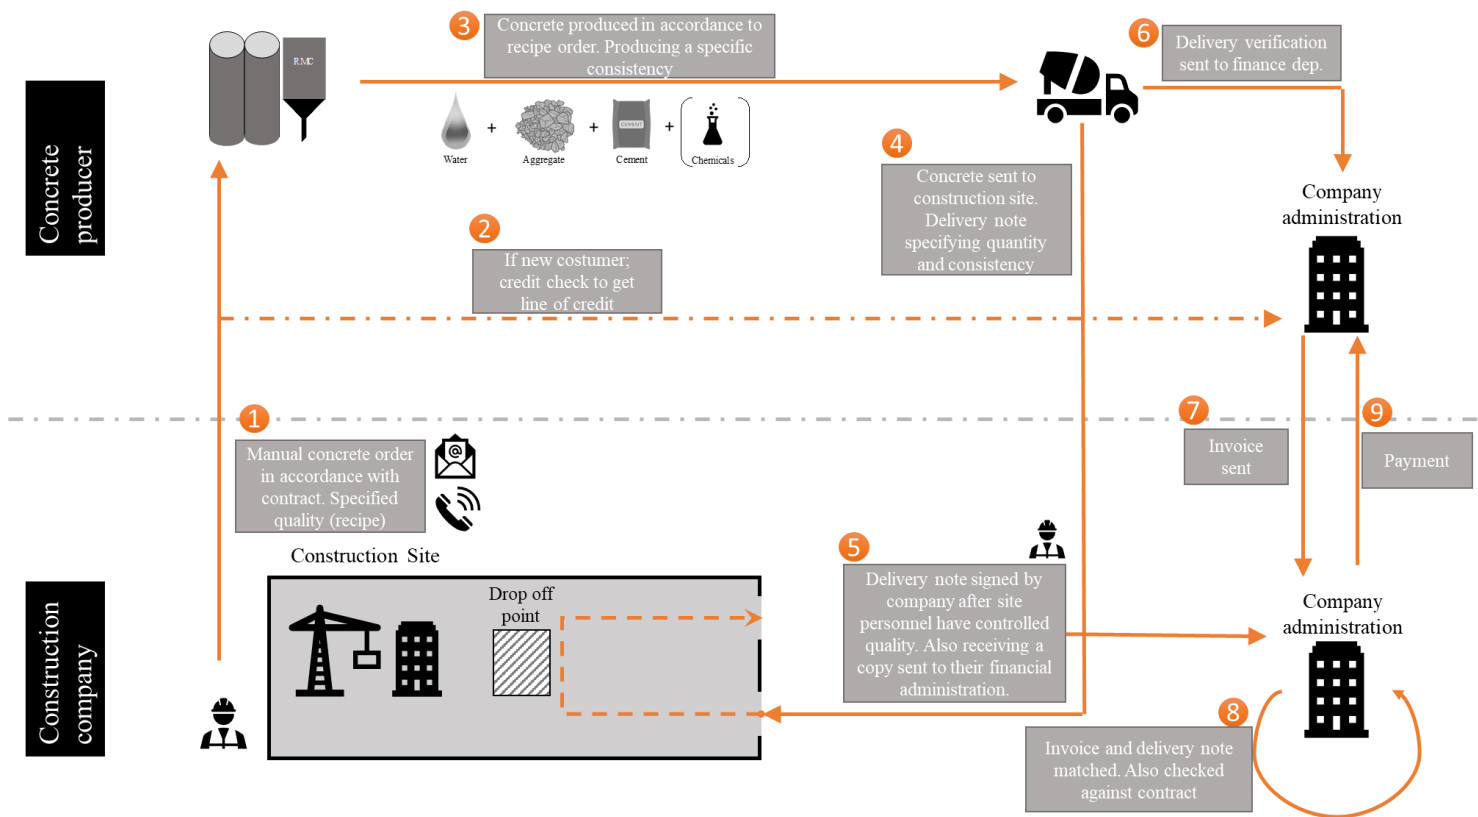 3
Concrete produced in accordance to
recipe order. Producing a specific
consistency
6
Delivery verification
sent to finance dep.
RMC
Concrete
producer
CEMENT
+
+
+
Water
Aggregate
Cement
Chemicals
4
Concrete sent to
construction site.
Delivery note
specifying quantity
and consistency
Company
administration
2
If new costumer;
credit check to get
line of credit
1
Manual concrete order
in accordance with
contract. Specified
quality (recipe)
@
7
Invoice
sent
9
Payment
Construction
company
Construction Site
Drop off
point
5
Delivery note signed by
company after site
personnel have controlled
quality. Also receiving a
copy sent to their financial
administration.
Company
administration
8
Invoice and delivery note
matched. Also checked
against contract